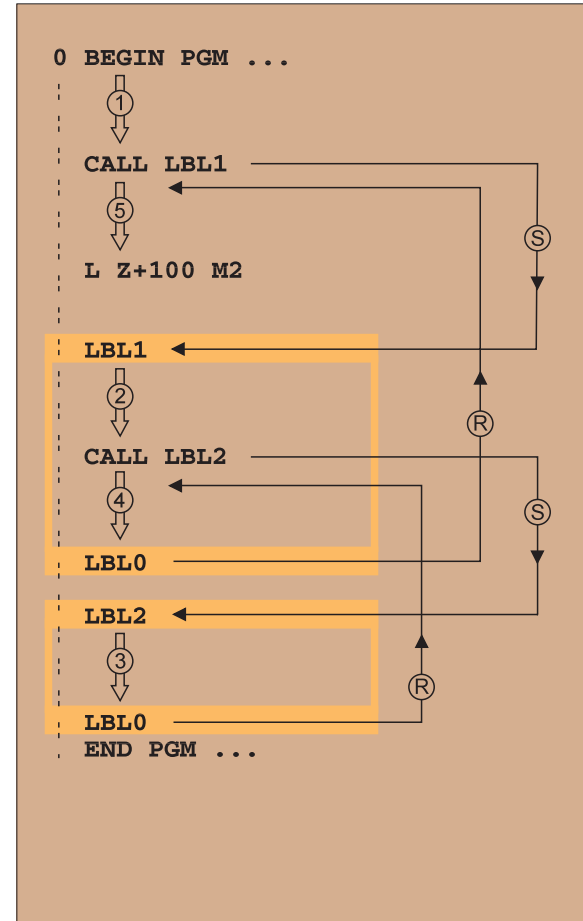 0 BEGIN PGM ...
1
CALL LBL1
5
S
L Z+100 M2
LBL1
2
R
CALL LBL2
4
S
LBL0
LBL2
3
R
LBL0
END PGM ...